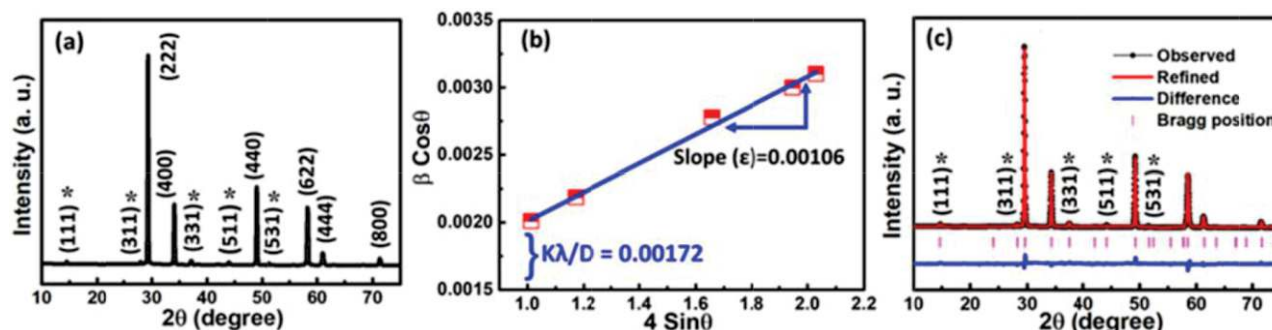 (a)
Intensity (a. u.)
(111) *
(311) *
(222)
(400)
(331) *
(511) *
(440)
(531) *
(622)
(444)
(800)
10 20 30 40 50 60 70
2θ (degree)
(b)
β Cosθ
0.0035
0.0030
0.0025
0.0020
0.0015
Slope (ε)=0.00106
Kλ/D = 0.00172
1.0 1.2 1.4 1.6 1.8 2.0 2.2
4 Sinθ
(c)
Intensity (a. u.)
Observed
Refined
Difference
Bragg position
(111) *
(311) *
(331) *
(511) *
(531) *
10 20 30 40 50 60 70
2θ (degree)